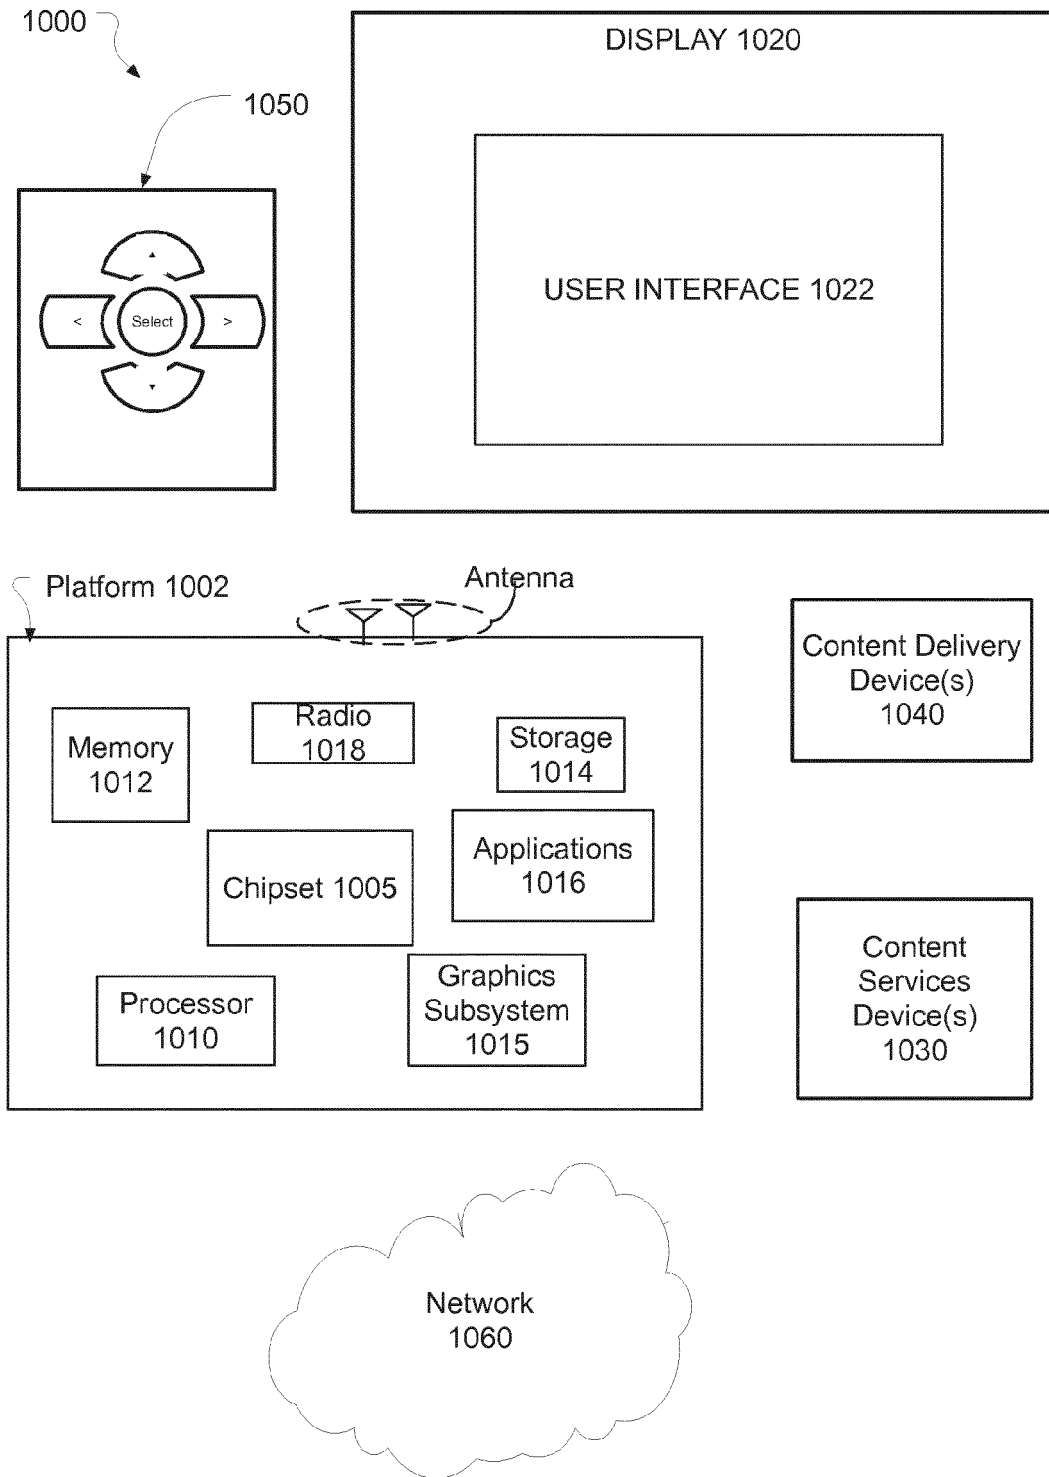 1000
DISPLAY 1020
1050
USER INTERFACE 1022
<
Select
>
Platform 1002
Antenna
Content Delivery
Device(s)
1040
Memory
1012
Radio
1018
Storage
1014
Chipset 1005
Applications
1016
Processor
1010
Graphics
Subsystem
1015
Content
Services
Device(s)
1030
Network
1060